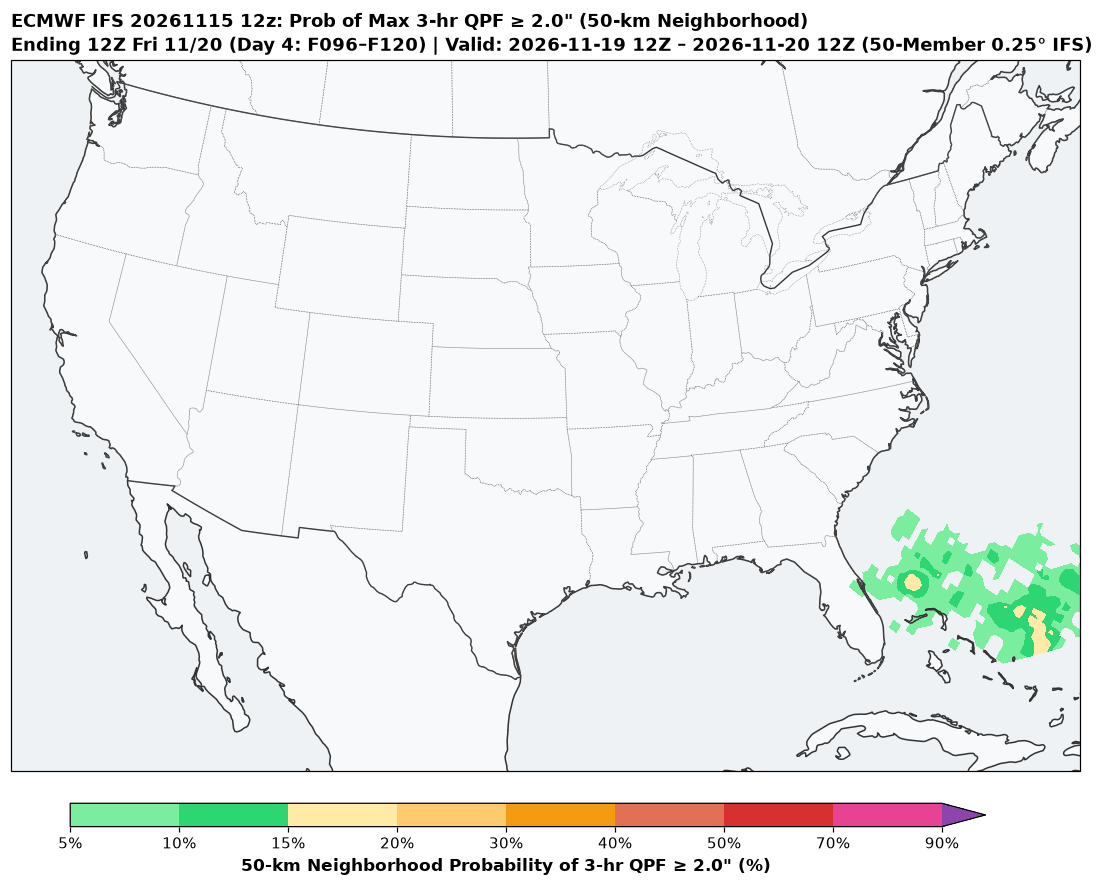 ECMWF IFS 20261115 12z: Prob of Max 3-hr QPF ≥ 2.0" (50-km Neighborhood)
Ending 12Z Fri 11/20 (Day 4: F096–F120) | Valid: 2026-11-19 12Z – 2026-11-20 12Z (50-Member 0.25° IFS)
5% 10% 15% 20% 30% 40% 50% 70% 90%
50-km Neighborhood Probability of 3-hr QPF ≥ 2.0" (%)